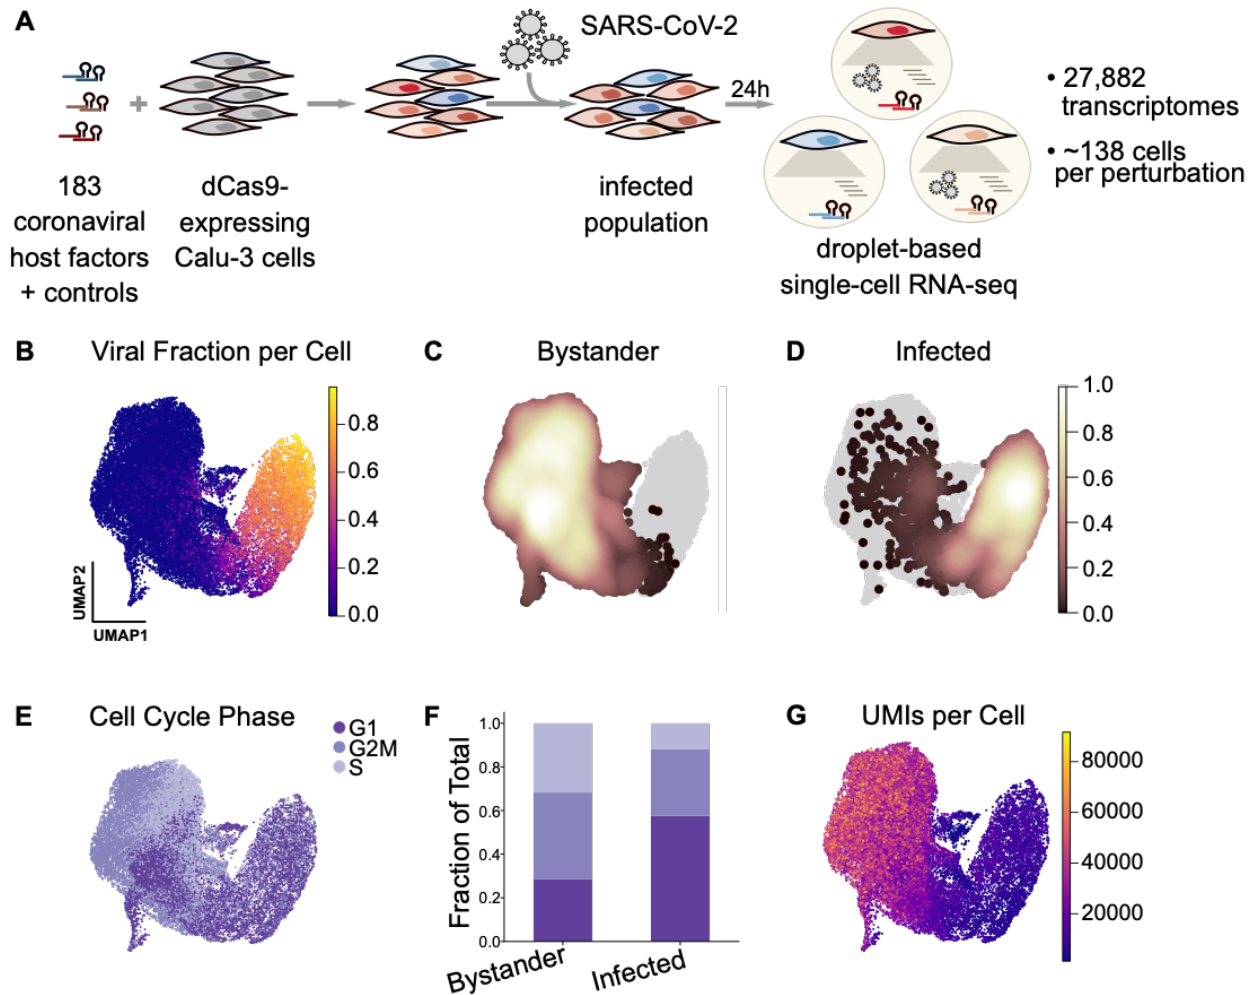 A
SARS-CoV-2
24h
• 27,882
transcriptomes
• ~138 cells
per perturbation
183
coronaviral
host factors
+ controls
dCas9-
expressing
Calu-3 cells
infected
population
droplet-based
single-cell RNA-seq
B
Viral Fraction per Cell
0.8
0.6
0.4
0.2
0.0
UMAP2
UMAP1
C
Bystander
D
Infected
1.0
0.8
0.6
0.4
0.2
0.0
E
Cell Cycle Phase
G1
G2M
S
F
Fraction of Total
1.0
0.8
0.6
0.4
0.2
0.0
Bystander
Infected
G
UMIs per Cell
80000
60000
40000
20000